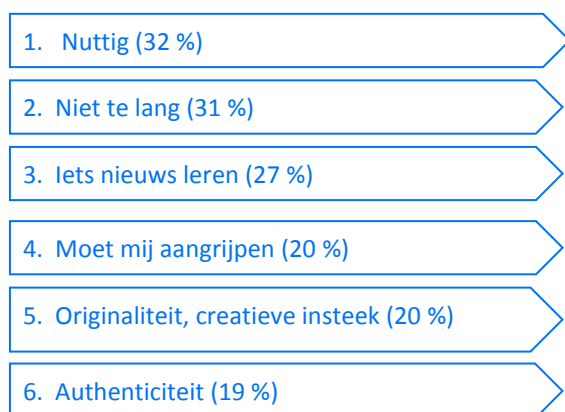 1. Nuttig (32 %)
2. Niet te lang (31 %)
3. Iets nieuws leren (27 %)
4. Moet mij aangrijpen (20 %)
5. Originaliteit, creatieve insteek (20 %)
6. Authenticiteit (19 %)